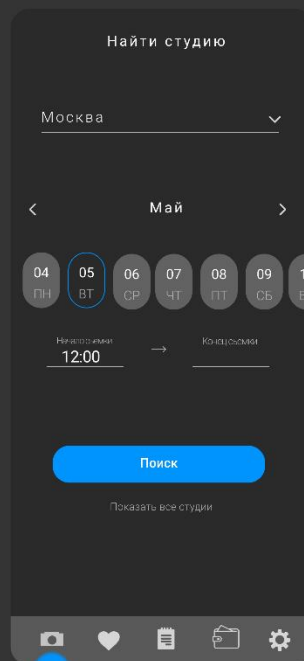 Найти студию
Москва
Май
04 05 06 07 08 09
ПН ВТ СР ЧТ ПТ СБ
Начало съемки Конец съемки
12:00
Поиск
Показать все студии